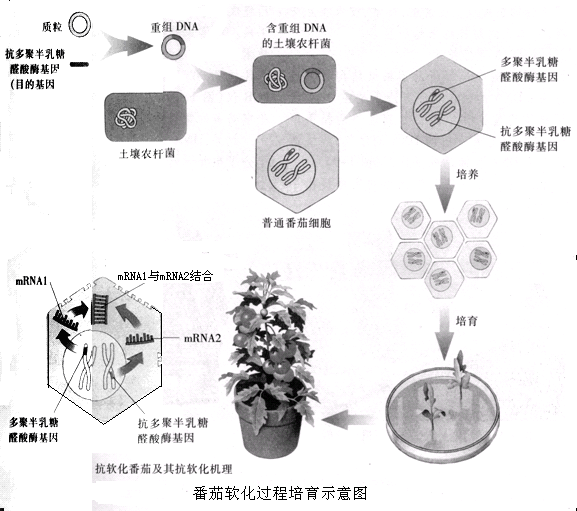 质粒
抗多聚半乳糖
醛酸酶基因
(目的基因
重组 DNA
土壤农杆菌
含重组 DNA
的土壤农杆菌
普通番茄细胞
多聚半乳糖
醛酸酶基因
抗多聚半乳糖
醛酸酶基因
培养
培育
mRNA1
mRNA1与mRNA2结合
mRNA2
多聚半乳糖
醛酸酶基因
抗多聚半乳糖
醛酸酶基因
抗软化番茄及其抗软化机理
番茄软化过程培育示意图